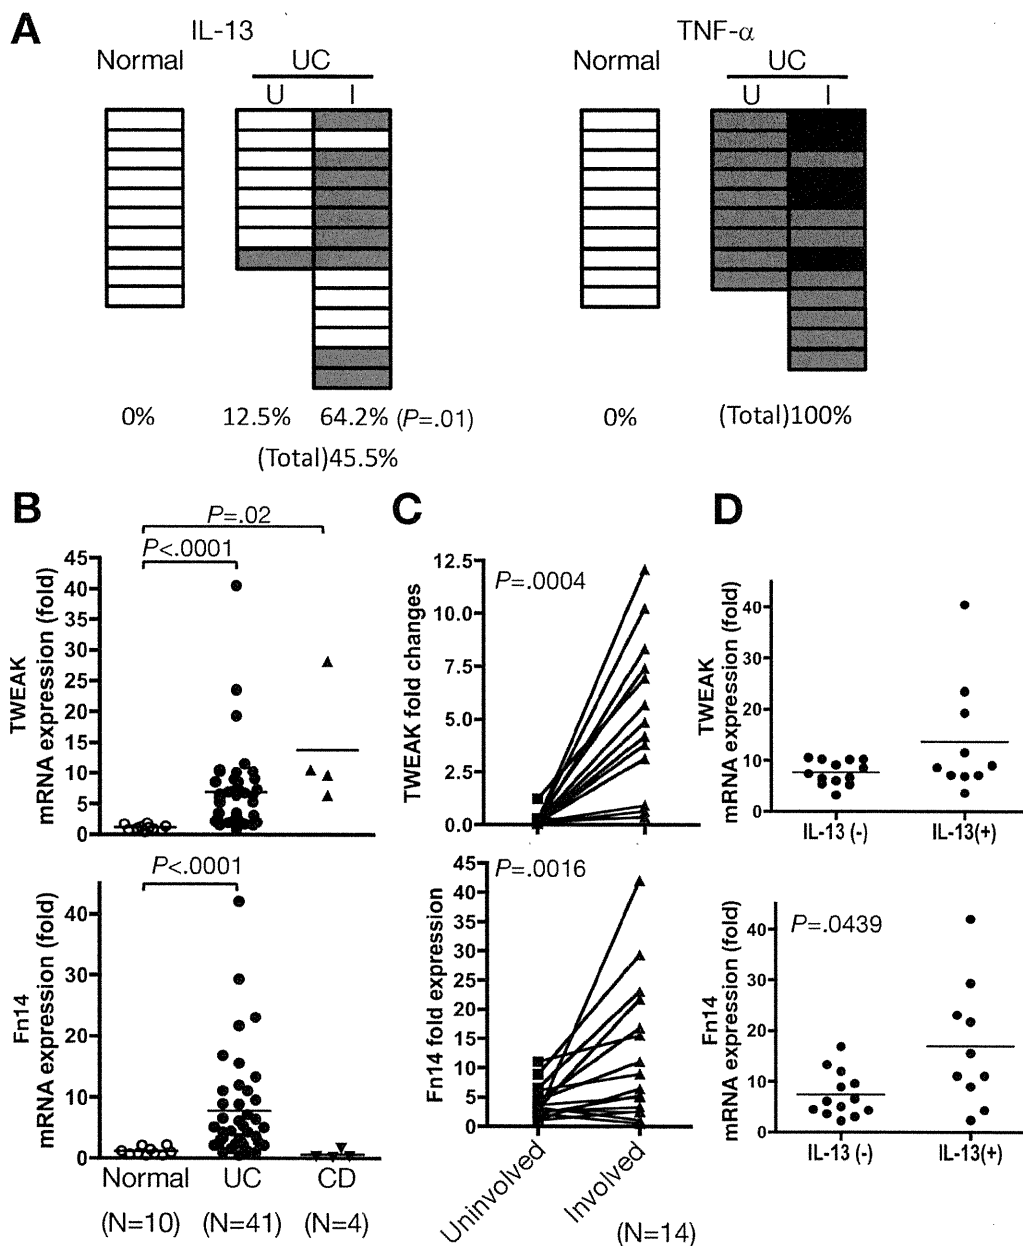 A
IL-13
TNF-α
Normal
UC
Normal
UC
U I
U I
0% 12.5% 64.2% (P=.01)
(Total)45.5%
0% (Total)100%
B
P=.02
P<.0001
TWEAK
mRNA expression (fold)
45
40
35
30
25
20
15
10
5
0
P<.0001
Fn14
mRNA expression (fold)
40
30
20
10
0
Normal UC CD
(N=10) (N=41) (N=4)
C
P=.0004
TWEAK fold changes
12.5
10.0
7.5
5.0
2.5
0.0
P=.0016
Fn14 fold expression
45
40
35
30
25
20
15
10
5
0
Uninvolved
Involved
(N=14)
D
TWEAK
mRNA expression (fold)
40
30
20
10
0
IL-13 (-) IL-13(+)
P=.0439
Fn14
mRNA expression (fold)
40
30
20
10
0
IL-13 (-) IL-13(+)